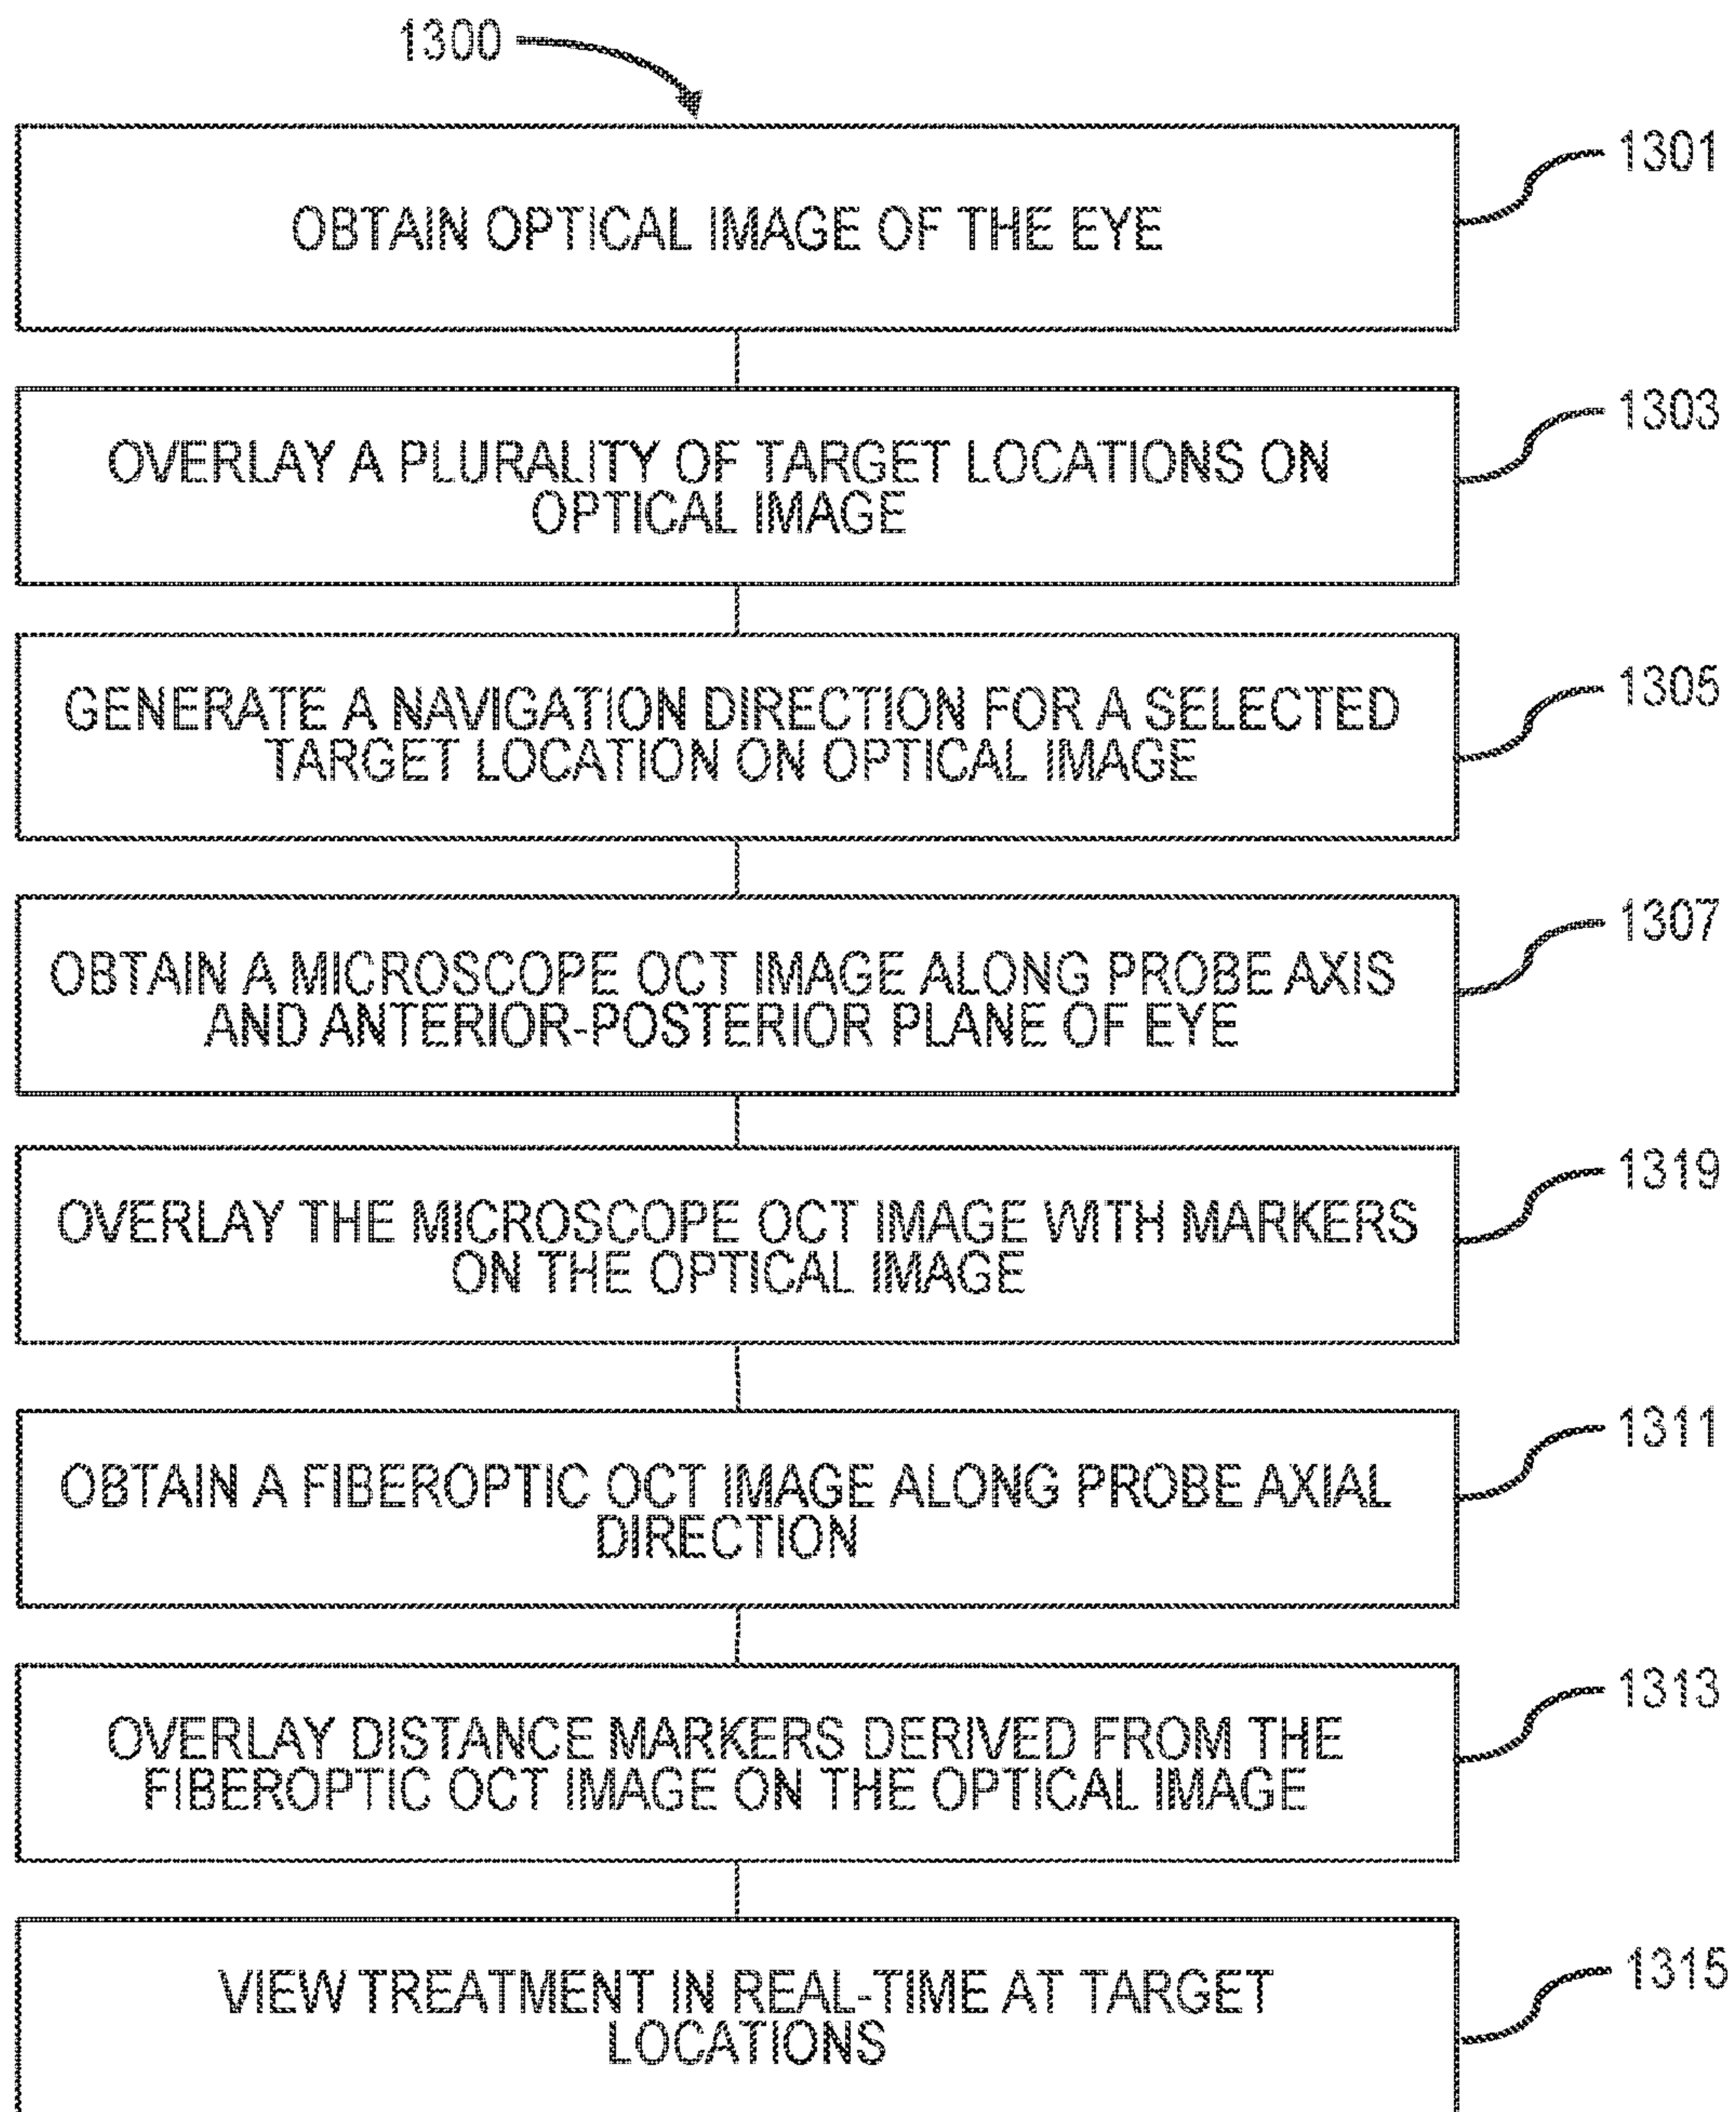 1300
1301
OBTAIN OPTICAL IMAGE OF THE EYE
1303
OVERLAY A PLURALITY OF TARGET LOCATIONS ON
OPTICAL IMAGE
1305
GENERATE A NAVIGATION DIRECTION FOR A SELECTED
TARGET LOCATION ON OPTICAL IMAGE
1307
OBTAIN A MICROSCOPE OCT IMAGE ALONG PROBE AXIS
AND ANTERIOR-POSTERIOR PLANE OF EYE
1319
OVERLAY THE MICROSCOPE OCT IMAGE WITH MARKERS
ON THE OPTICAL IMAGE
1311
OBTAIN A FIBEROPTIC OCT IMAGE ALONG PROBE AXIAL
DIRECTION
1313
OVERLAY DISTANCE MARKERS DERIVED FROM THE
FIBEROPTIC OCT IMAGE ON THE OPTICAL IMAGE
1315
VIEW TREATMENT IN REAL-TIME AT TARGET
LOCATIONS